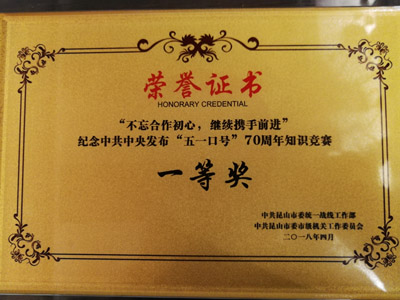 荣誉证书
HONORARY CREDENTIAL
“不忘合作初心，继续携手前进”
纪念中共中央发布“五一口号”70周年知识竞赛
一等奖
中共昆山市委统一战线工作部
中共昆山市委市级机关工作委员会
二〇一八年四月